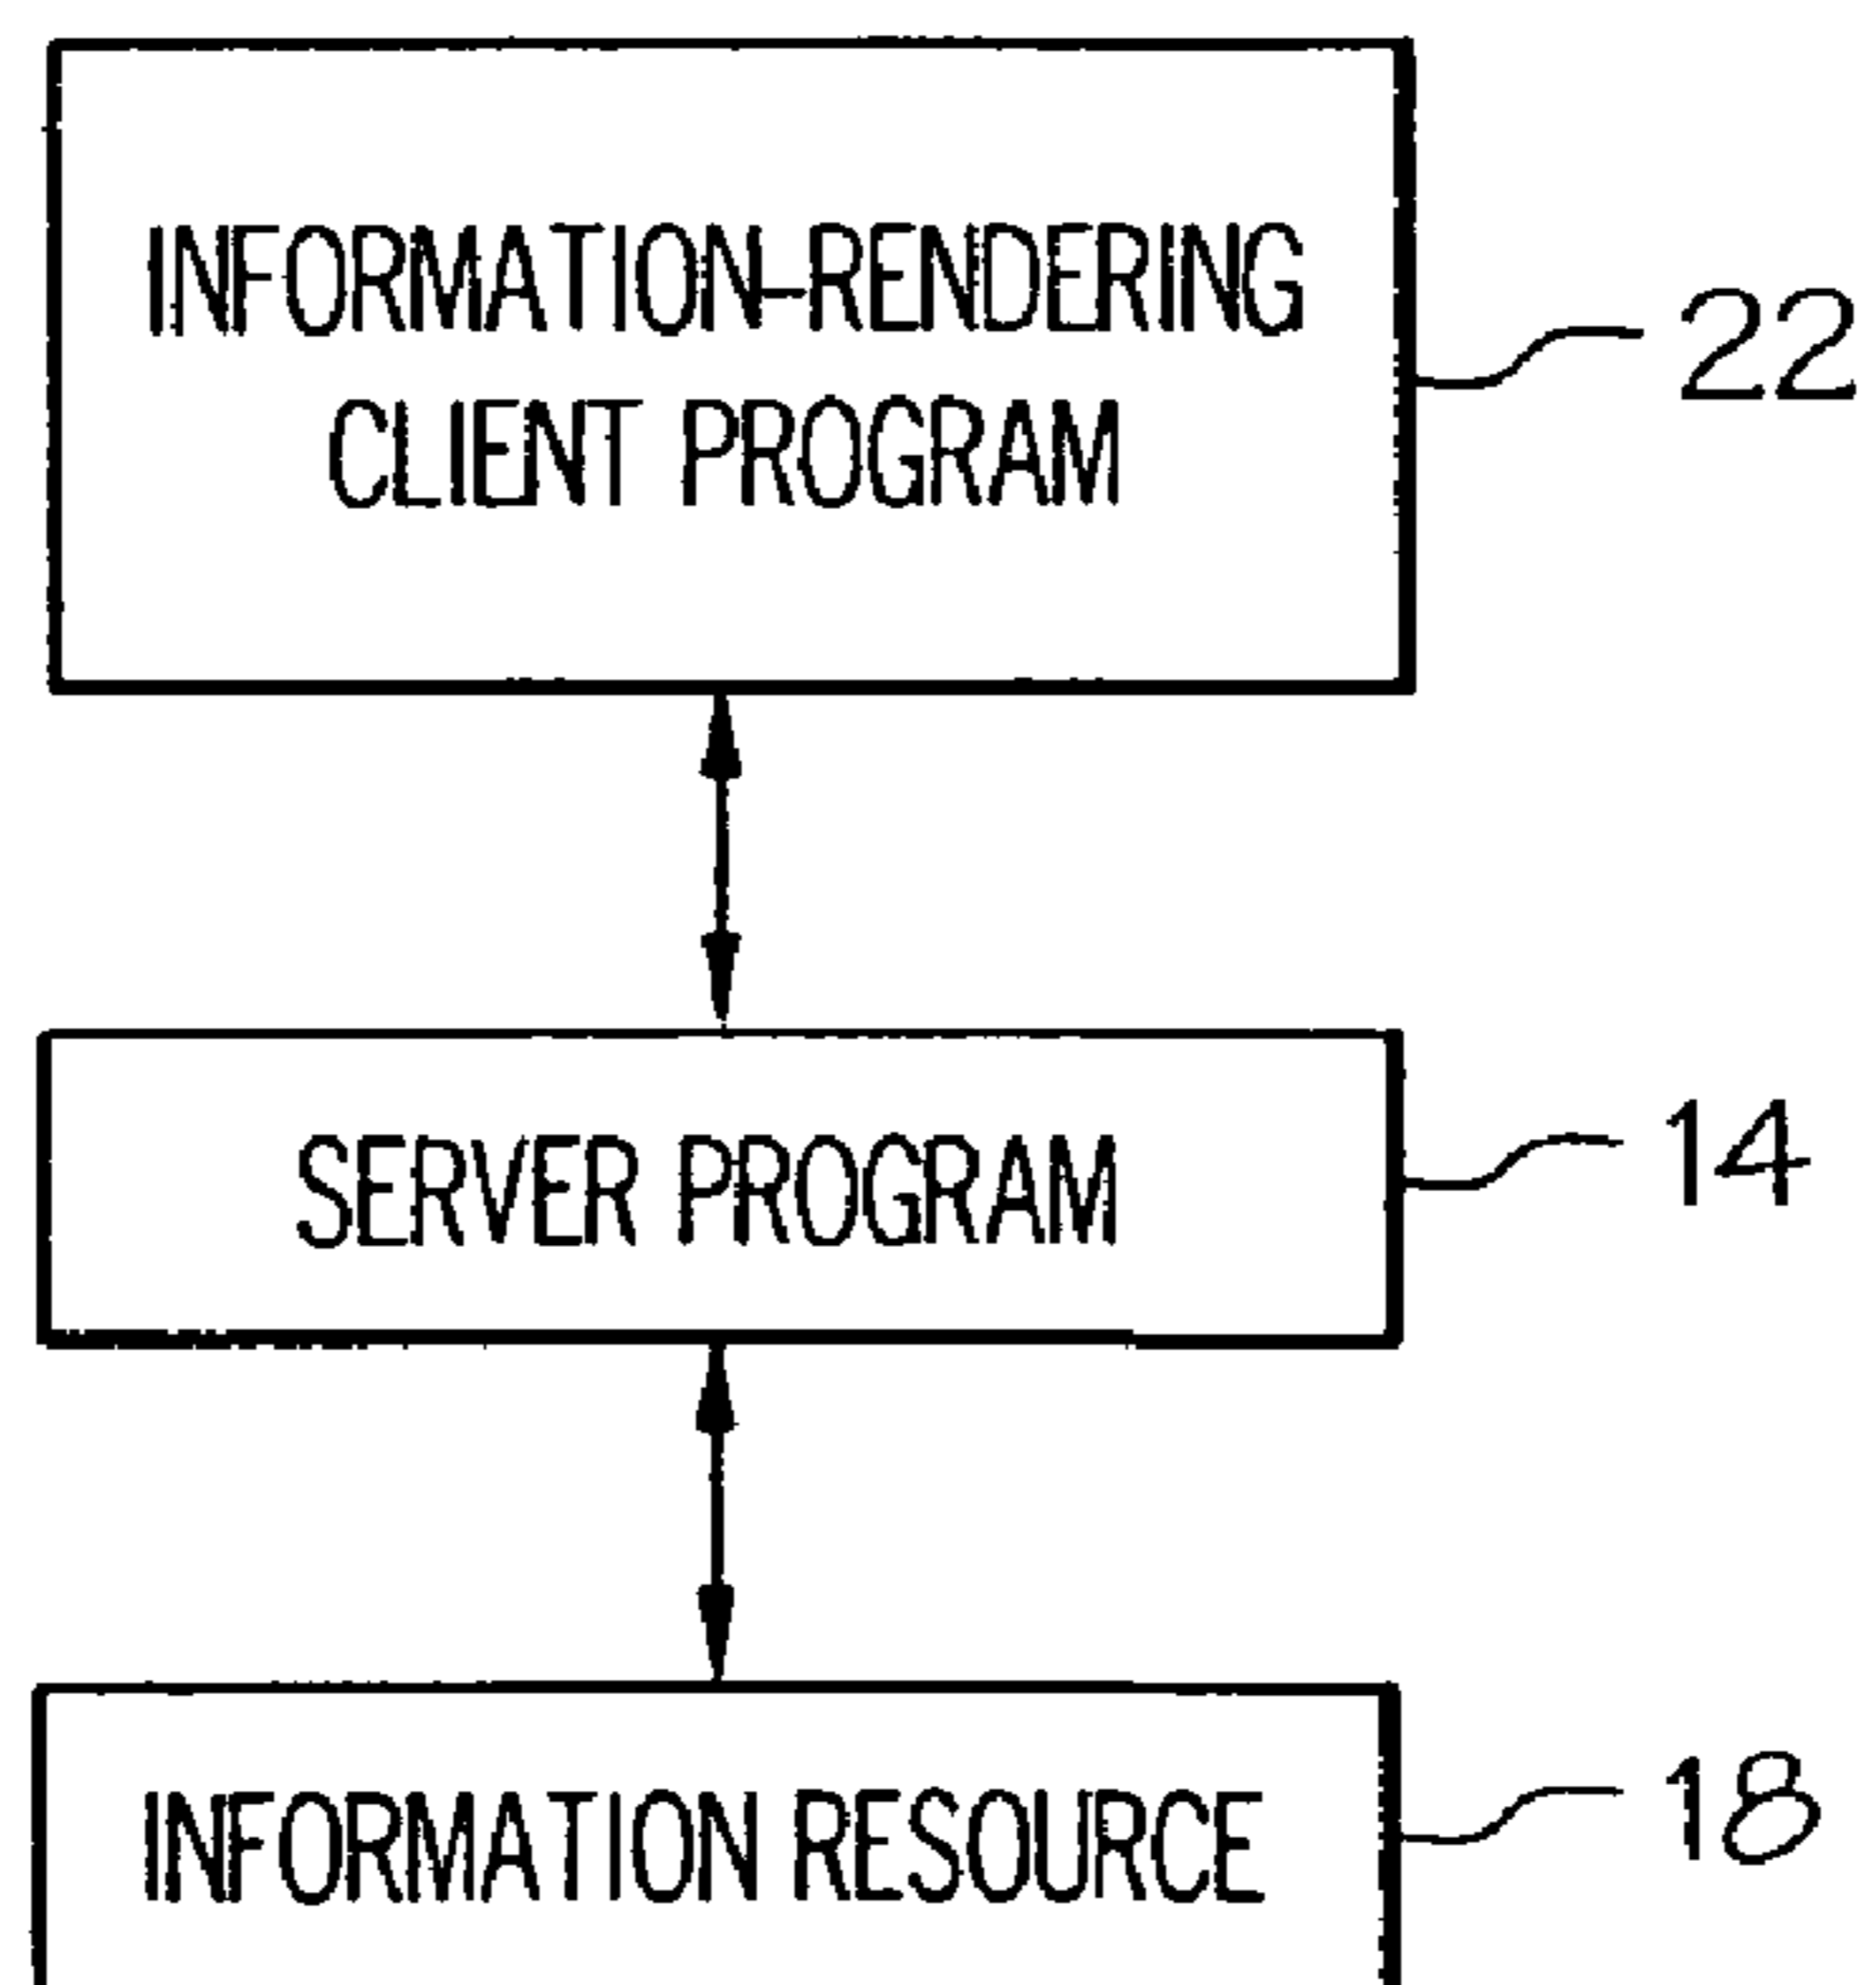 INFORMATION-RENDERING
CLIENT PROGRAM
22
SERVER PROGRAM
14
INFORMATION RESOURCE
18